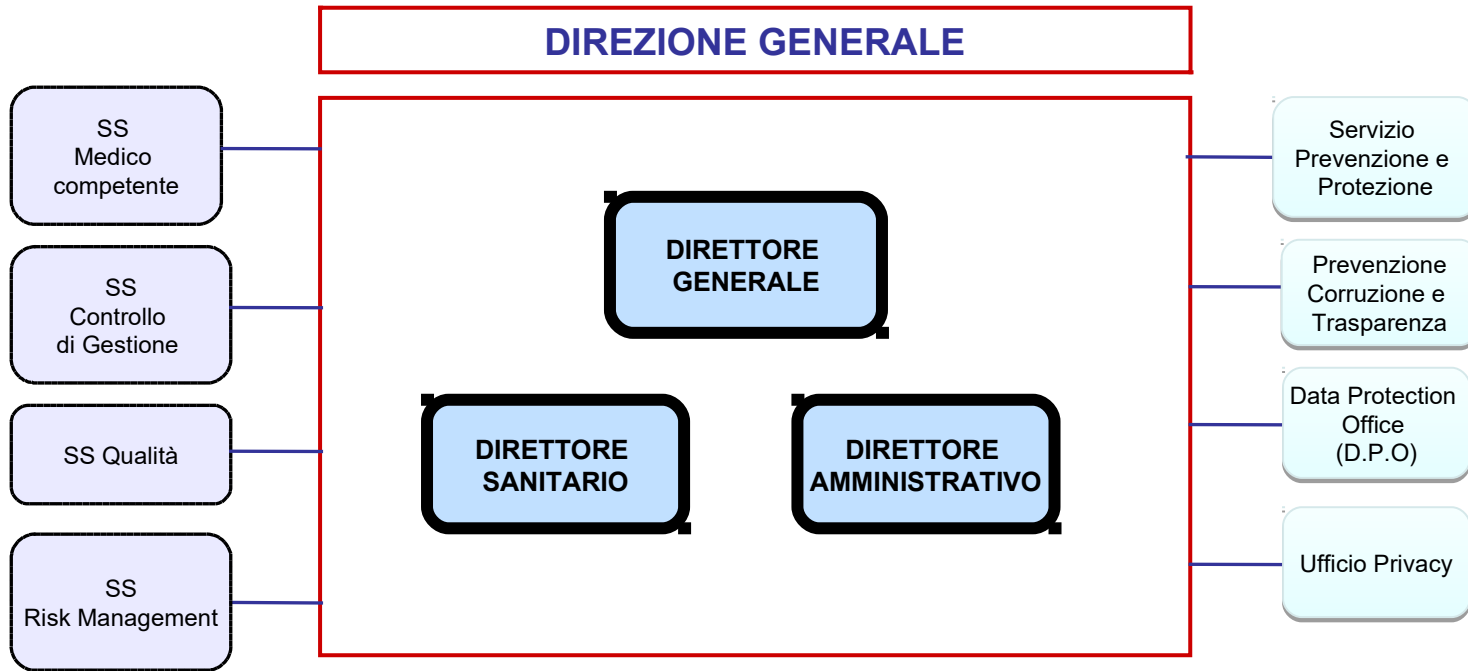 DIREZIONE GENERALE
SS
Medico
competente
SS
Controllo
di Gestione
SS Qualità
SS
Risk Management
DIRETTORE
GENERALE
DIRETTORE
SANITARIO
DIRETTORE
AMMINISTRATIVO
Servizio
Prevenzione e
Protezione
Prevenzione
Corruzione e
Trasparenza
Data Protection
Office
(D.P.O)
Ufficio Privacy